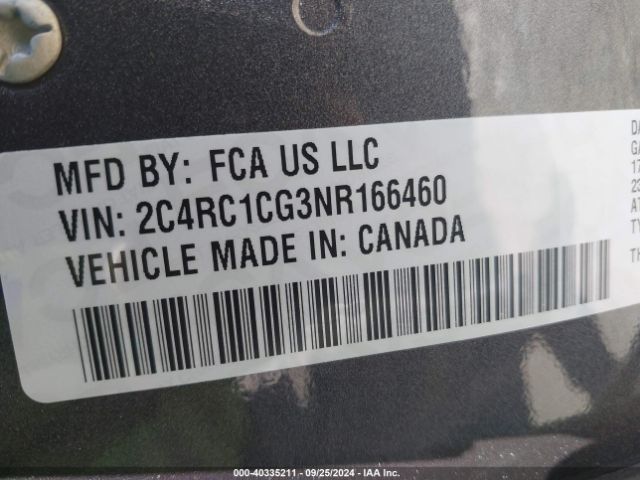 MFD BY: FCA US LLC
VIN: 2C4RC1CG3NR166460
VEHICLE MADE IN: CANADA
000-40335211 - 09/25/2024 - IAA Inc.